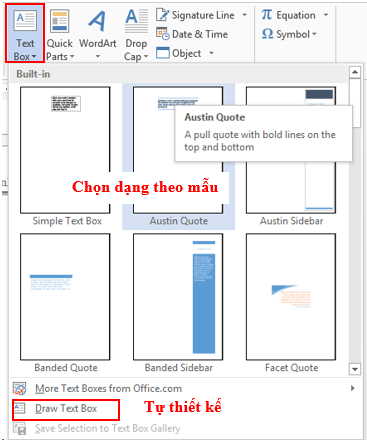 Text Box
Quick Parts
WordArt
Drop Cap
Signature Line
Date & Time
Object
Equation
Symbol
Built-in
Austin Quote
A pull quote with bold lines on the top and bottom
Chọn dạng theo mẫu
Simple Text Box
Austin Quote
Austin Sidebar
Banded Quote
Banded Sidebar
Facet Quote
More Text Boxes from Office.com
Draw Text Box
Tự thiết kế
Save Selection to Text Box Gallery